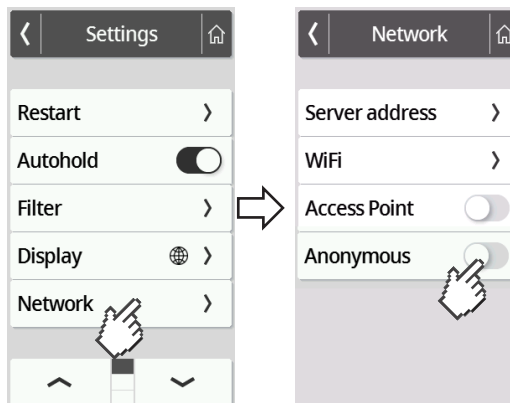 Settings
Restart
Autohold
Filter
Display
Network
Network
Server address
WiFi
Access Point
Anonymous